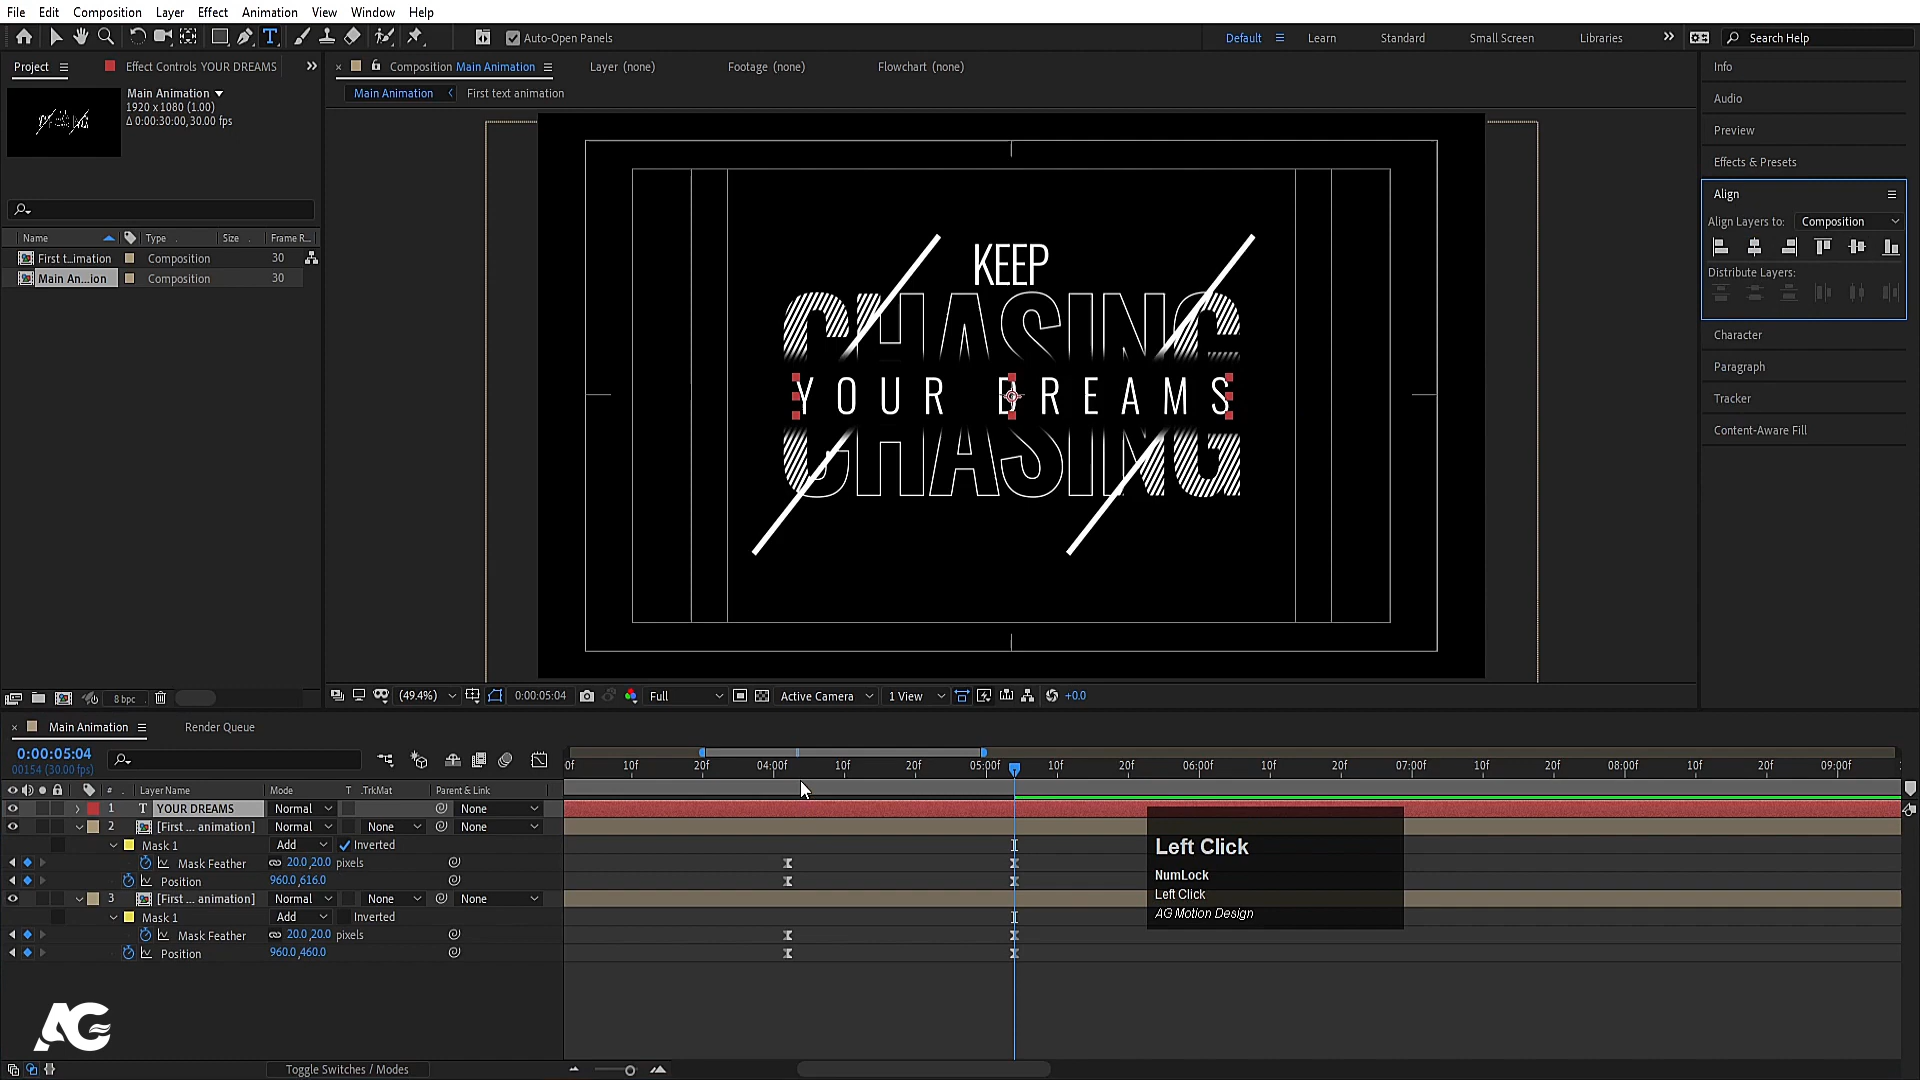 File Edit Composition Layer Effect Animation View Window Help
Auto-Open Panels
Default Learn Standard Small Screen Libraries Search Help
Project Effect Controls YOUR DREAMS
Composition Main Animation Layer (none) Footage (none) Flowchart (none)
Main Animation First text animation
Main Animation
1920 x 1080 (1.00)
Δ 0:00:30:00, 30.00 fps
Name Type Size Frame R...
First t...imation Composition 30
Main An...ion Composition 30
KEEP
CHASING
YOUR DREAMS
CHASING
Info
Audio
Preview
Effects & Presets
Align
Align Layers to: Composition
Distribute Layers:
Character
Paragraph
Tracker
Content-Aware Fill
8 bpc
(49.4%) 0:00:05:04 Full Active Camera 1 View +0.0
Main Animation Render Queue
0:00:05:04
00154 (30.00 fps)
0f 10f 20f 04:00f 10f 20f 05:00f 10f 20f 06:00f 10f 20f 07:00f 10f 20f 08:00f 10f 20f 09:00f
# Layer Name Mode T .TrkMat Parent & Link
1 T YOUR DREAMS Normal None
2 [First ... animation] Normal None None
Mask 1 Add Inverted
Mask Feather 20.0,20.0 pixels
Position 960.0,616.0
3 [First ... animation] Normal None None
Mask 1 Add Inverted
Mask Feather 20.0,20.0 pixels
Position 960.0,460.0
Left Click
NumLock
Left Click
AG Motion Design
AG
Toggle Switches / Modes